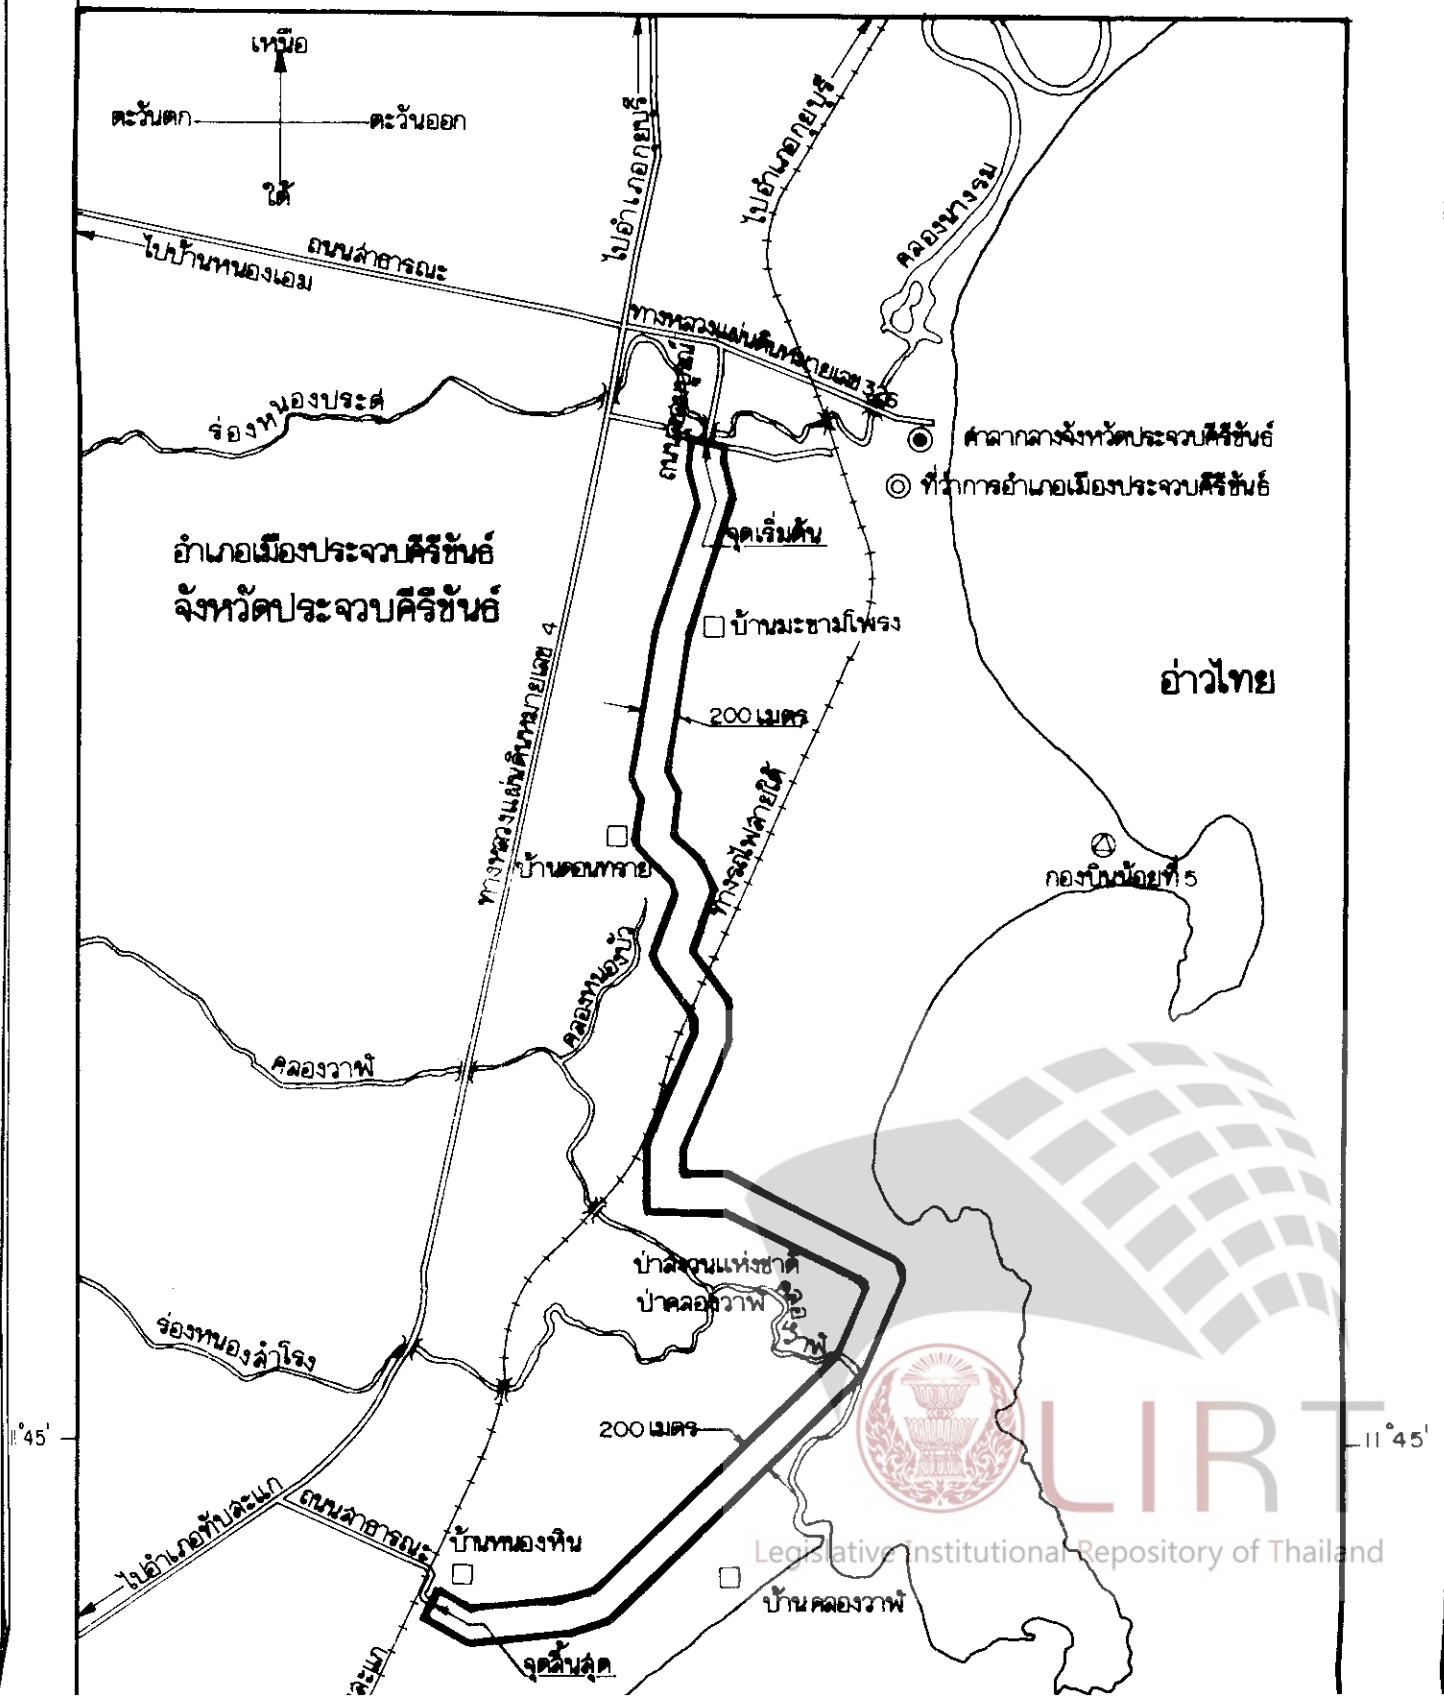 เหนือ
ตะวันตก
ตะวันออก
ใต้
ไปอำเภอกุยบุรี
ไปอำเภอกุยบุรี
คลองบางรม
ถนนสาธารณะ
ไปบ้านหนองเอม
ทางหลวงแผ่นดินหมายเลข 326
ร่องหนองประดู่
ศาลากลางจังหวัดประจวบคีรีขันธ์
ที่ว่าการอำเภอเมืองประจวบคีรีขันธ์
จุดเริ่มต้น
อำเภอเมืองประจวบคีรีขันธ์
จังหวัดประจวบคีรีขันธ์
บ้านมะขามโพรง
อ่าวไทย
ทางหลวงแผ่นดินหมายเลข 4
200 เมตร
ทางรถไฟสายใต้
บ้านดอนทราย
กองบินน้อยที่ 5
คลองหนองบัว
คลองวาฬ
ป่าสงวนแห่งชาติ
ป่าคลองวาฬ
คลองวาฬ
ร่องหนองลำโรง
200 เมตร
11°45'
11°45'
LIRT
ไปอำเภอทับสะแก
ถนนสาธารณะ
บ้านหนองหิน
Legislative Institutional Repository of Thailand
บ้านคลองวาฬ
จุดสิ้นสุด
ละแก